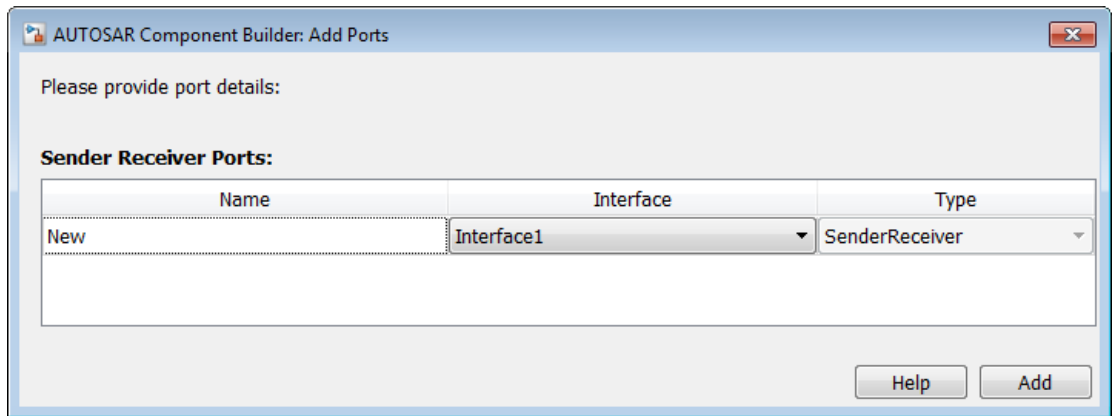 AUTOSAR Component Builder: Add Ports
Please provide port details:
Sender Receiver Ports:
Name Interface Type
New Interface1 SenderReceiver
Help Add